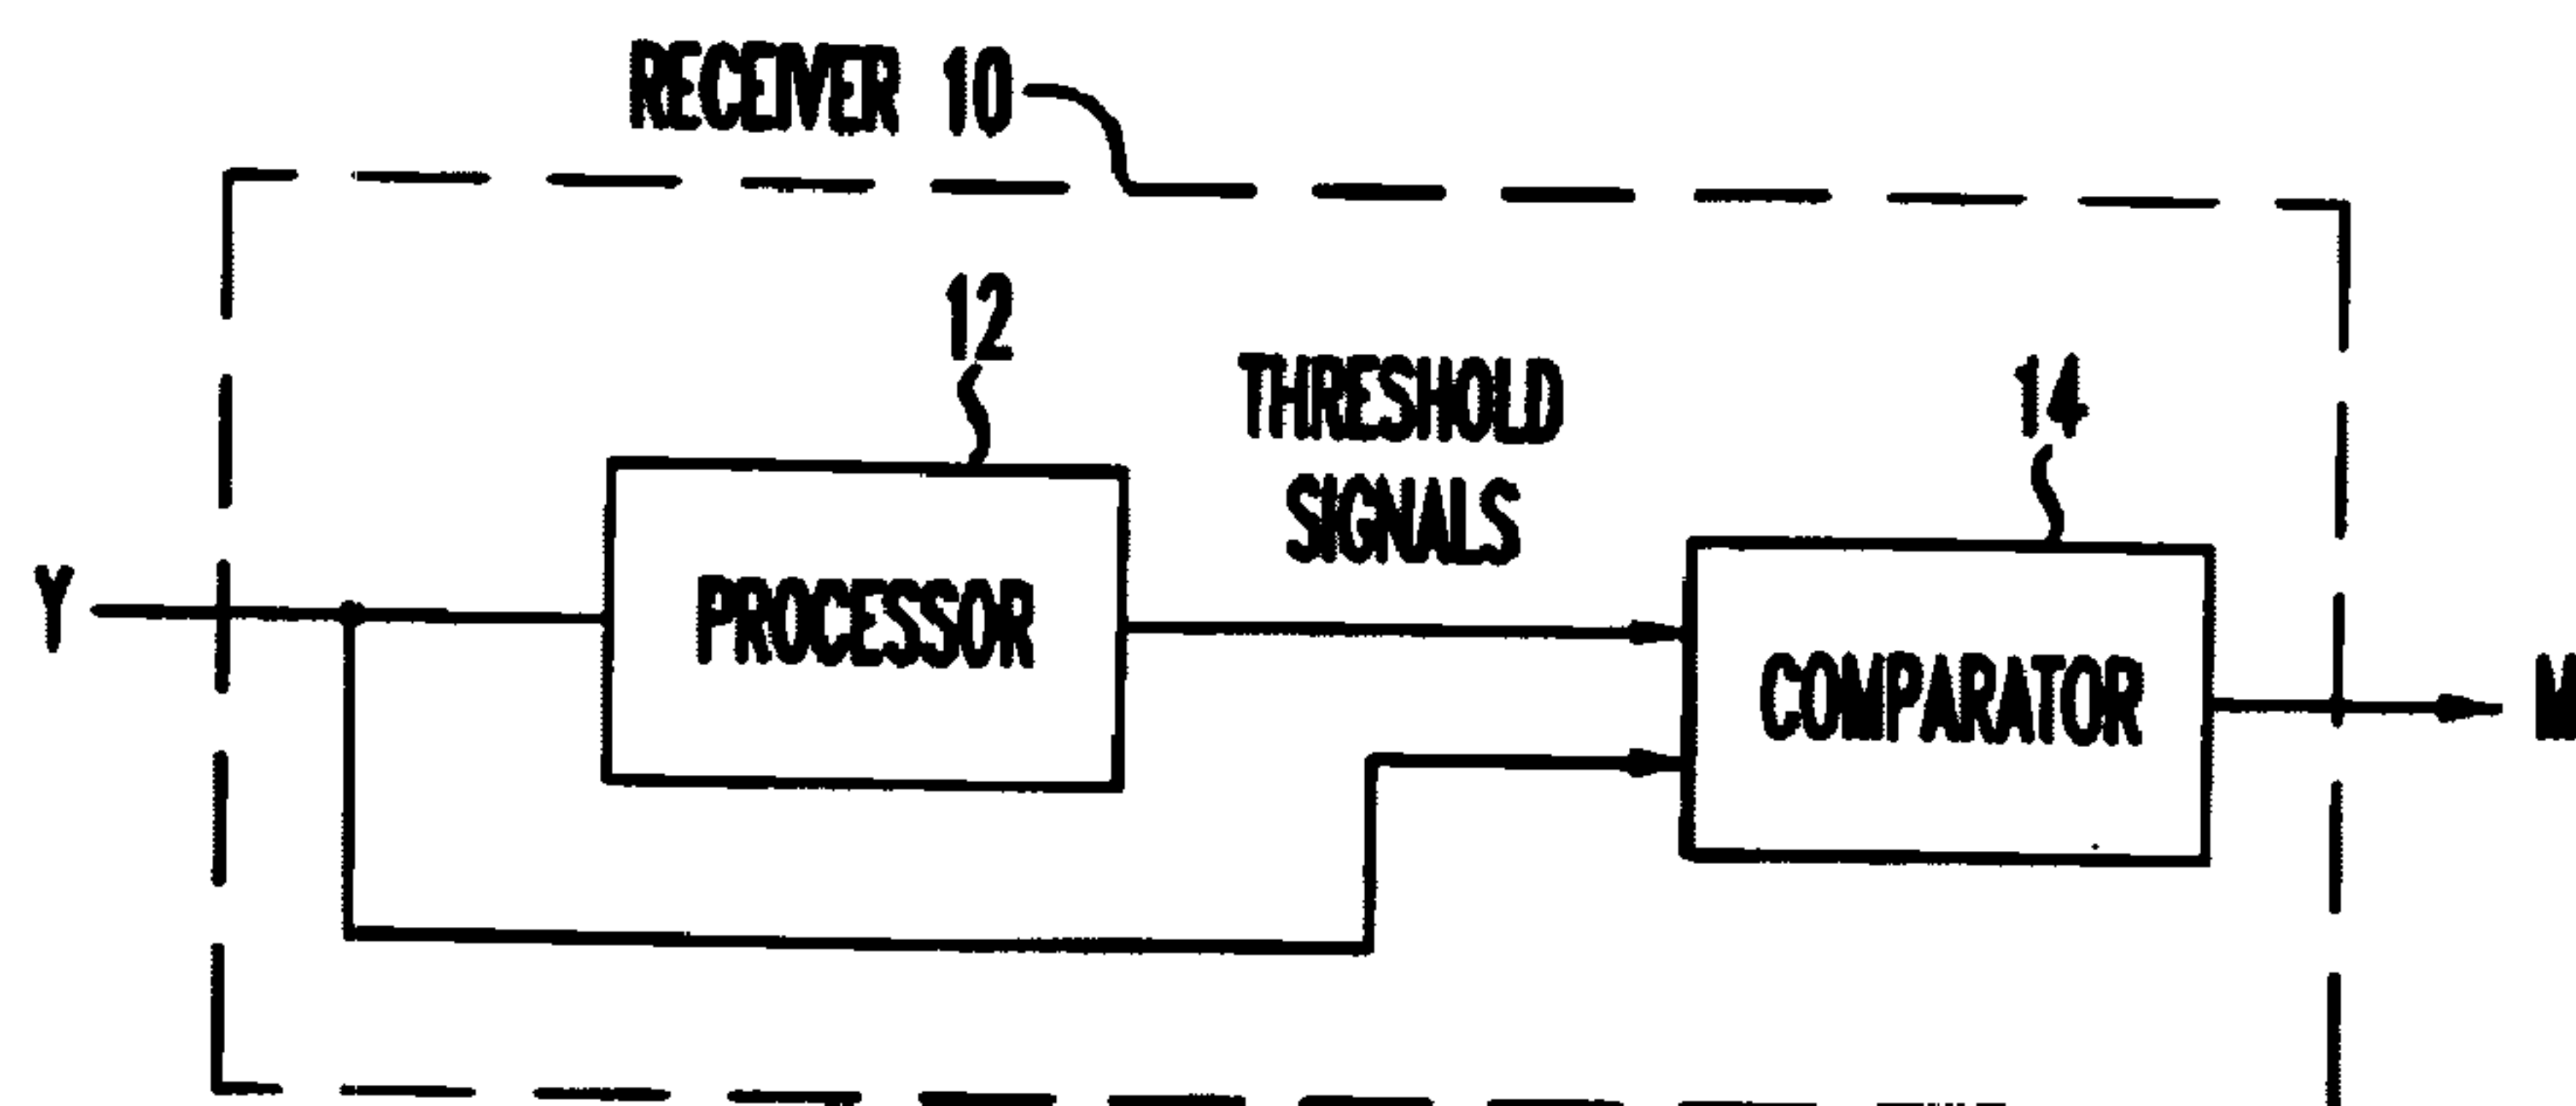 RECEIVER 10
12
THRESHOLD
SIGNALS
14
Y
PROCESSOR
COMPARATOR